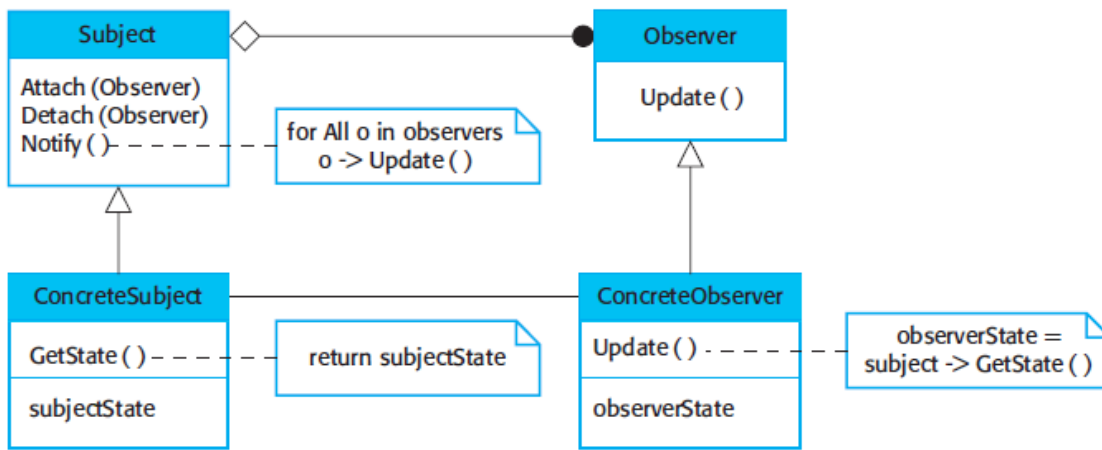 Subject
Observer
Attach (Observer)
Detach (Observer)
Notify ( )
Update ( )
for All o in observers
o -> Update ( )
ConcreteSubject
ConcreteObserver
GetState ( )
return subjectState
Update ( )
observerState =
subject -> GetState ( )
subjectState
observerState